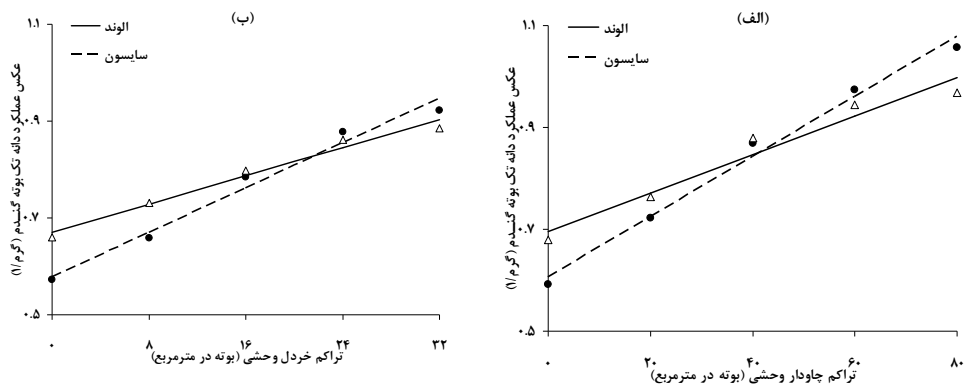 (الف)
الوند
سایسون
عکس عملکرد دانه تک بوته گندم (گرم/۱)
۱.۱
۰.۹
۰.۷
۰.۵
۰ ۲۰ ۴۰ ۶۰ ۸۰
تراکم چاودار وحشی (بوته در مترمربع)
(ب)
الوند
سایسون
عکس عملکرد دانه تک بوته گندم (گرم/۱)
۱.۱
۰.۹
۰.۷
۰.۵
۰ ۸ ۱۶ ۲۴ ۳۲
تراکم خردل وحشی (بوته در مترمربع)